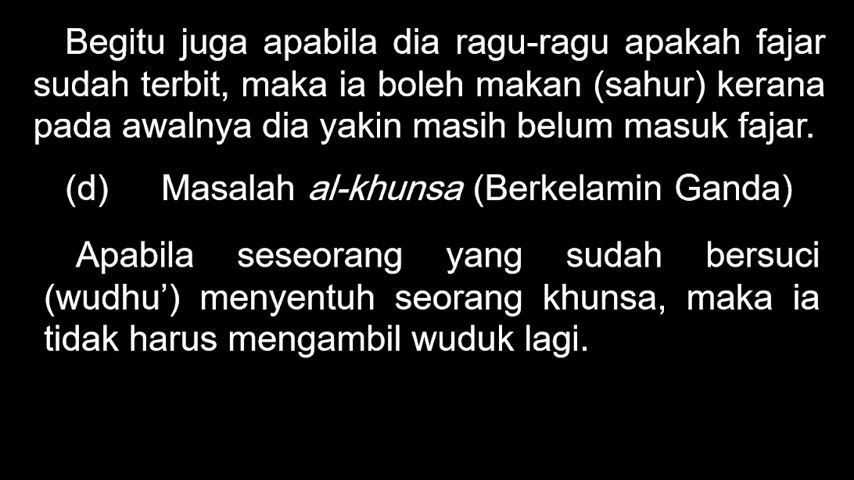 Begitu juga apabila dia ragu-ragu apakah fajar
sudah terbit, maka ia boleh makan (sahur) kerana
pada awalnya dia yakin masih belum masuk fajar.
(d) Masalah al-khunsa (Berkelamin Ganda)
Apabila seseorang yang sudah bersuci
(wudhu’) menyentuh seorang khunsa, maka ia
tidak harus mengambil wuduk lagi.